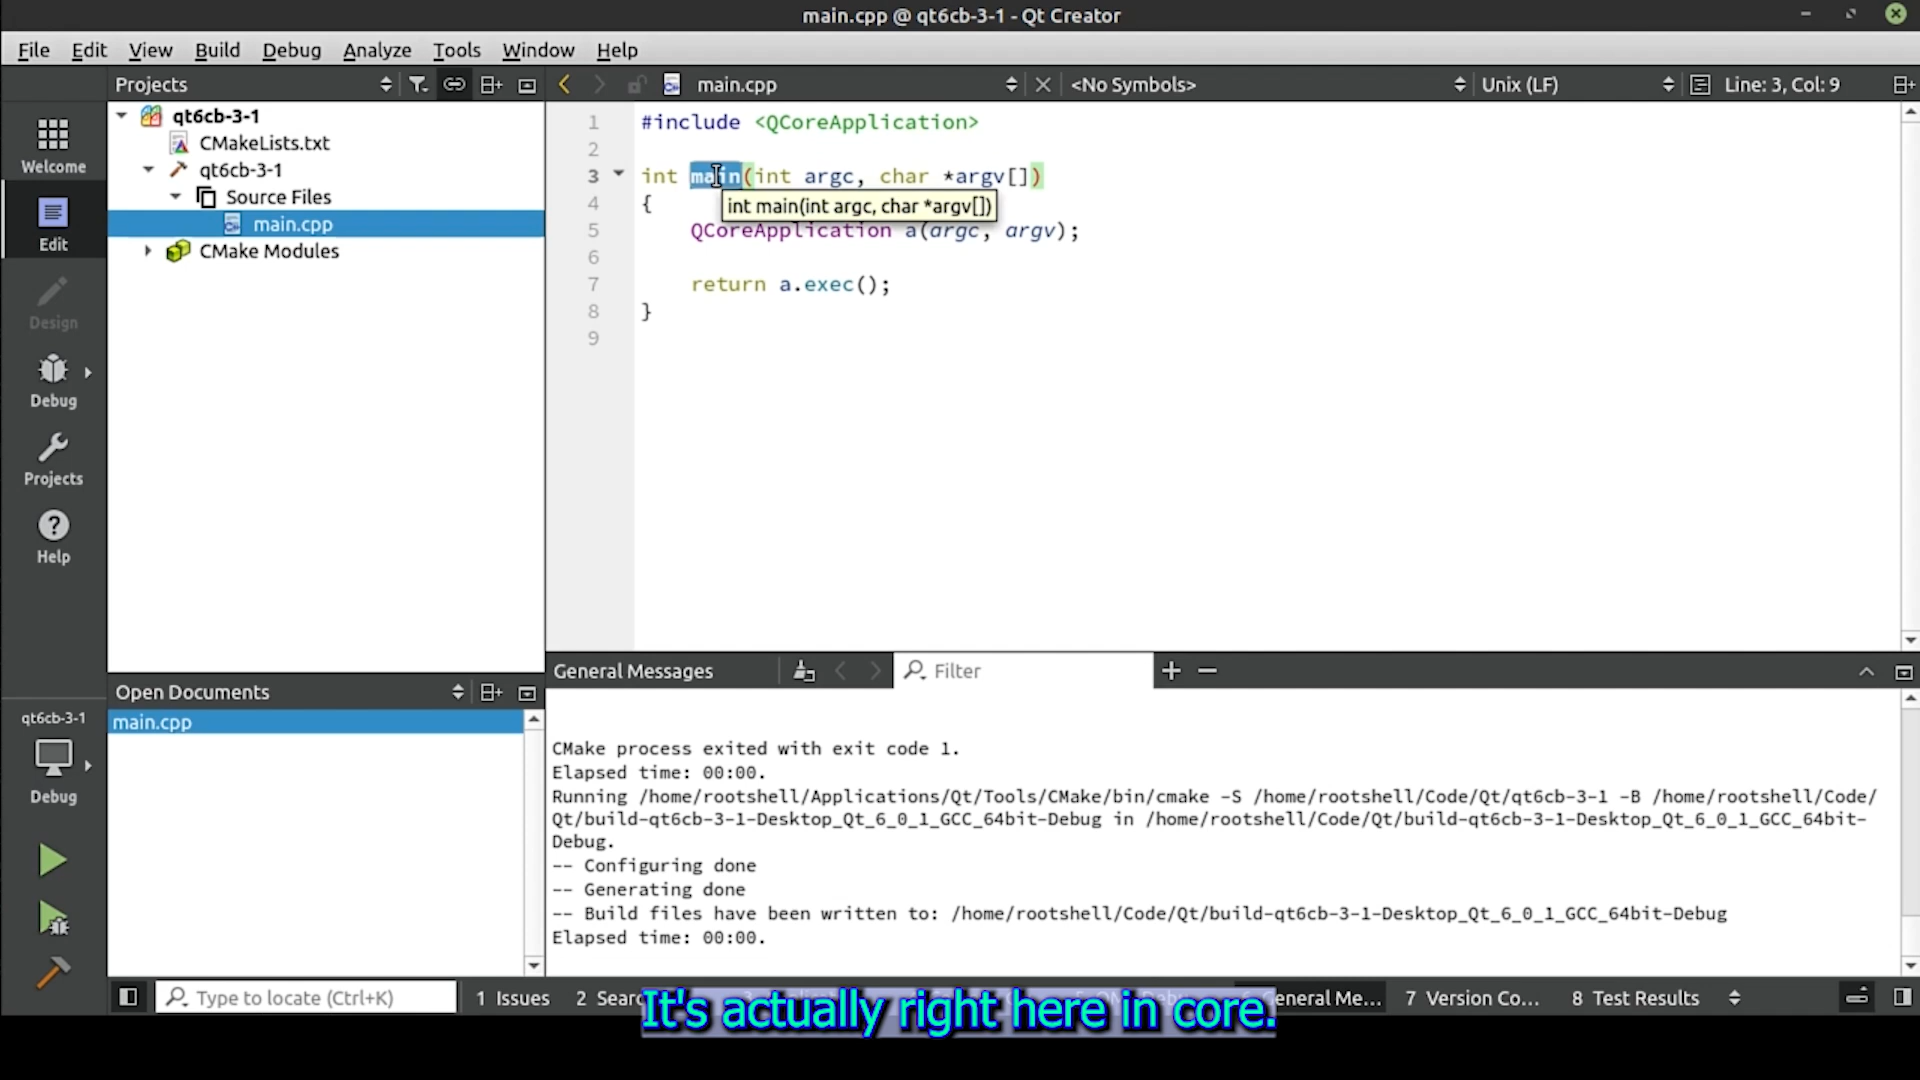 main.cpp @ qt6cb-3-1 - Qt Creator
File Edit View Build Debug Analyze Tools Window Help
Projects
main.cpp
<No Symbols>
Unix (LF)
Line: 3, Col: 9
Welcome
Edit
Design
Debug
Projects
Help
qt6cb-3-1
Debug
qt6cb-3-1
CMakeLists.txt
qt6cb-3-1
Source Files
main.cpp
CMake Modules
1 #include <QCoreApplication>
2
3 int main(int argc, char *argv[])
int main(int argc, char *argv[])
4 {
5 QCoreApplication a(argc, argv);
6
7 return a.exec();
8 }
9
Open Documents
main.cpp
General Messages
Filter
CMake process exited with exit code 1.
Elapsed time: 00:00.
Running /home/rootshell/Applications/Qt/Tools/CMake/bin/cmake -S /home/rootshell/Code/Qt/qt6cb-3-1 -B /home/rootshell/Code/
Qt/build-qt6cb-3-1-Desktop_Qt_6_0_1_GCC_64bit-Debug in /home/rootshell/Code/Qt/build-qt6cb-3-1-Desktop_Qt_6_0_1_GCC_64bit-
Debug.
-- Configuring done
-- Generating done
-- Build files have been written to: /home/rootshell/Code/Qt/build-qt6cb-3-1-Desktop_Qt_6_0_1_GCC_64bit-Debug
Elapsed time: 00:00.
Type to locate (Ctrl+K)
1 Issues
2 Searc
General Me...
7 Version Co...
8 Test Results
It's actually right here in core.